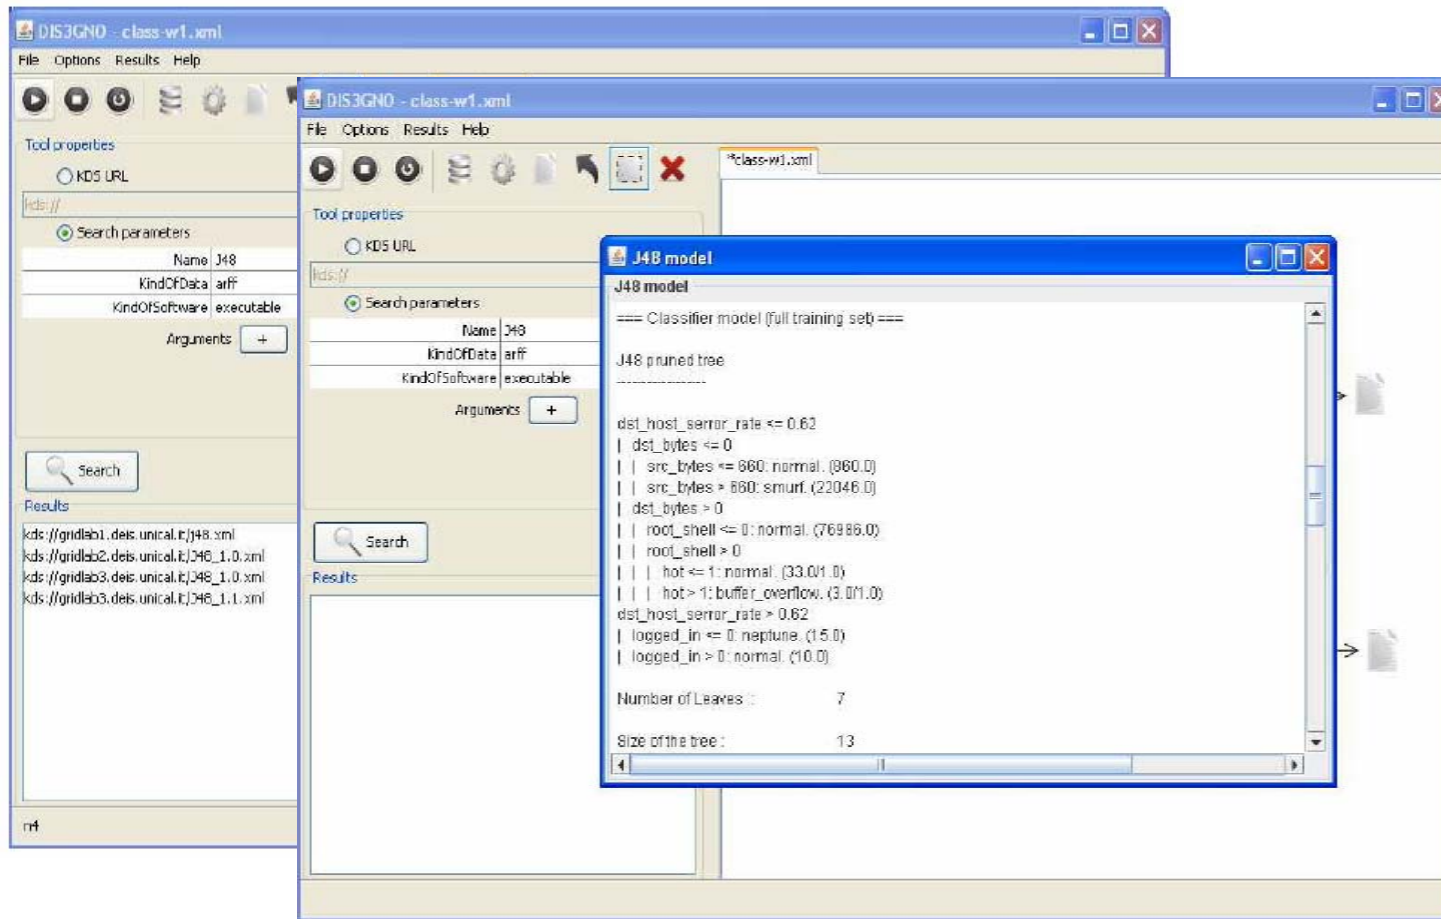 DIS3GNO - class-w1.xml
File Options Results Help
Tool properties
KDS URL
kds://
Search parameters
Name J48
KindOfData arff
KindOfSoftware executable
Arguments +
Search
Results
kds://gridlab1.deis.unical.it/j48.xml
kds://gridlab2.deis.unical.it/J48_1.0.xml
kds://gridlab3.deis.unical.it/J48_1.0.xml
kds://gridlab3.deis.unical.it/J48_1.1.xml
n4
DIS3GNO - class-w1.xml
File Options Results Help
*class-w1.xml
Tool properties
KDS URL
kds://
Search parameters
Name J48
KindOfData arff
KindOfSoftware executable
Arguments +
Search
Results
J48 model
J48 model
=== Classifier model (full training set) ===
J48 pruned tree
------------------
dst_host_serror_rate <= 0.62
| dst_bytes <= 0
| | src_bytes <= 660: normal. (860.0)
| | src_bytes > 660: smurf. (22046.0)
| dst_bytes > 0
| | root_shell <= 0: normal. (76986.0)
| | root_shell > 0
| | | hot <= 1: normal. (33.0/1.0)
| | | hot > 1: buffer_overflow. (3.0/1.0)
dst_host_serror_rate > 0.62
| logged_in <= 0: neptune. (15.0)
| logged_in > 0: normal. (10.0)
Number of Leaves : 7
Size of the tree : 13